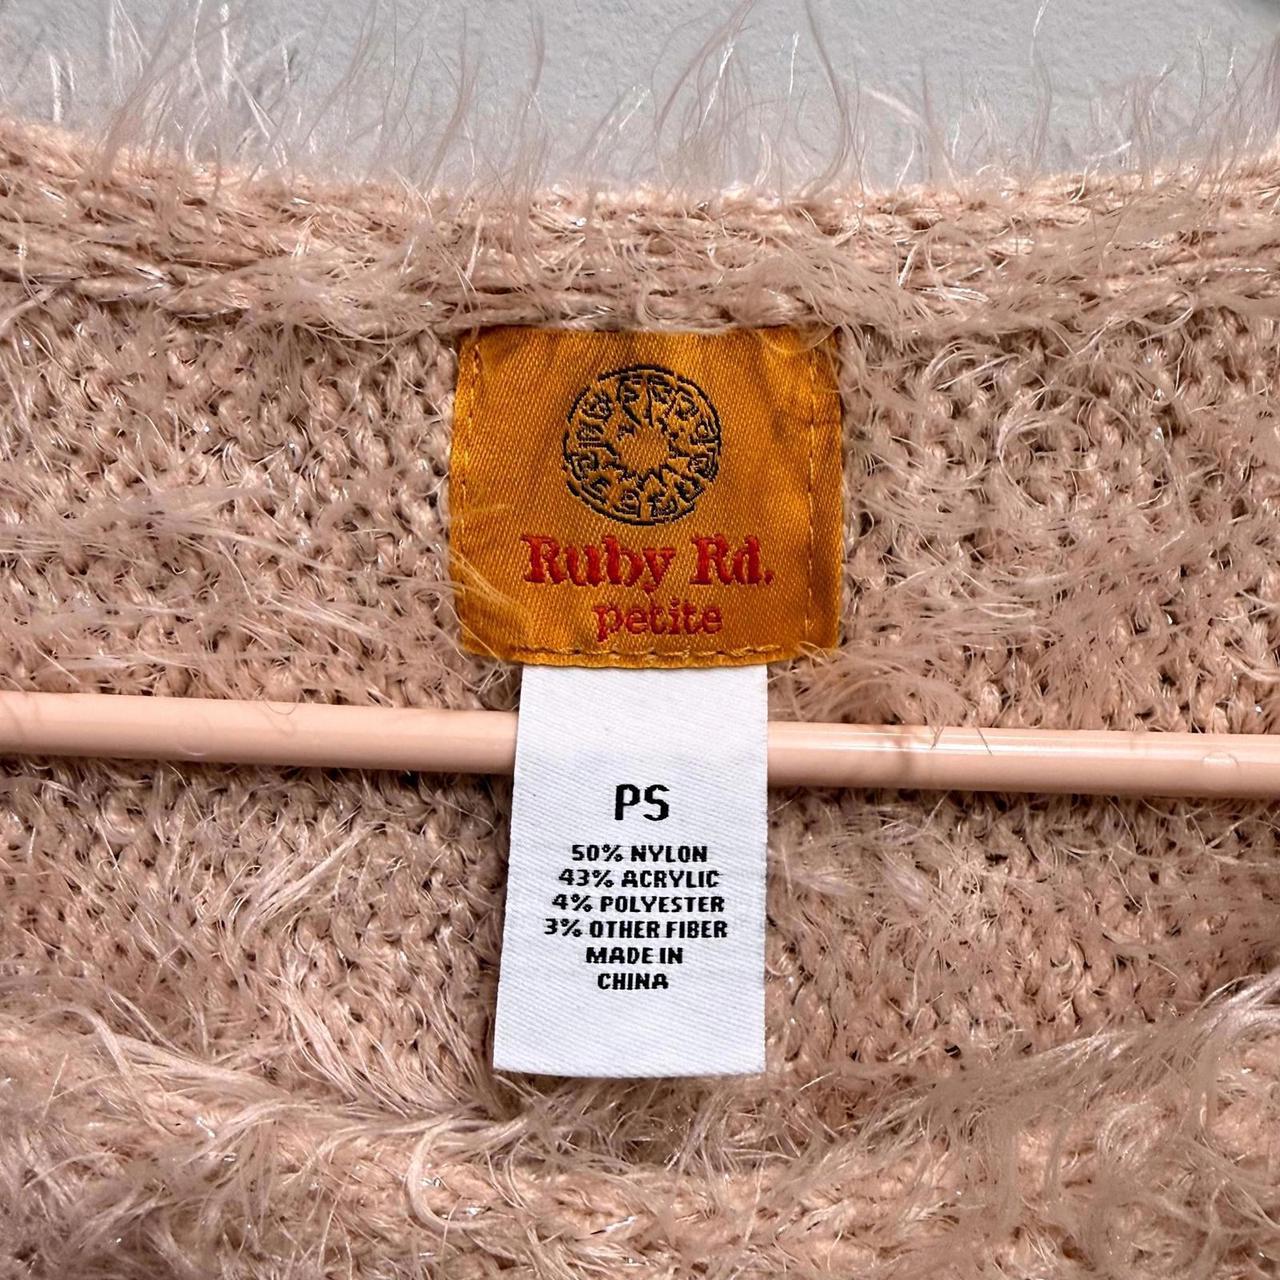 Ruby Rd.
petite
PS
50% NYLON
43% ACRYLIC
4% POLYESTER
3% OTHER FIBER
MADE IN
CHINA